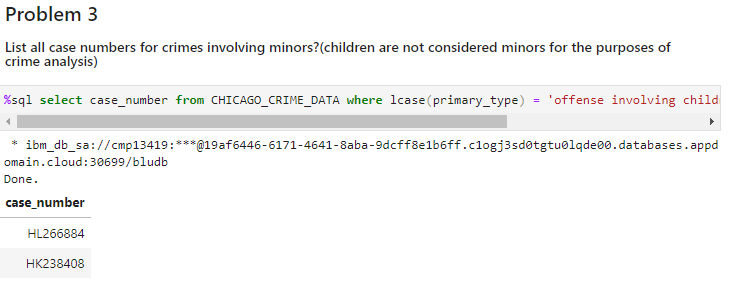 Problem 3
List all case numbers for crimes involving minors?(children are not considered minors for the purposes of
crime analysis)
%sql select case_number from CHICAGO_CRIME_DATA where lcase(primary_type) = 'offense involving child
* ibm_db_sa://cmp13419:***@19af6446-6171-4641-8aba-9dcff8e1b6ff.c1ogj3sd0tgtu0lqde00.databases.appd
omain.cloud:30699/bludb
Done.
case_number
HL266884
HK238408